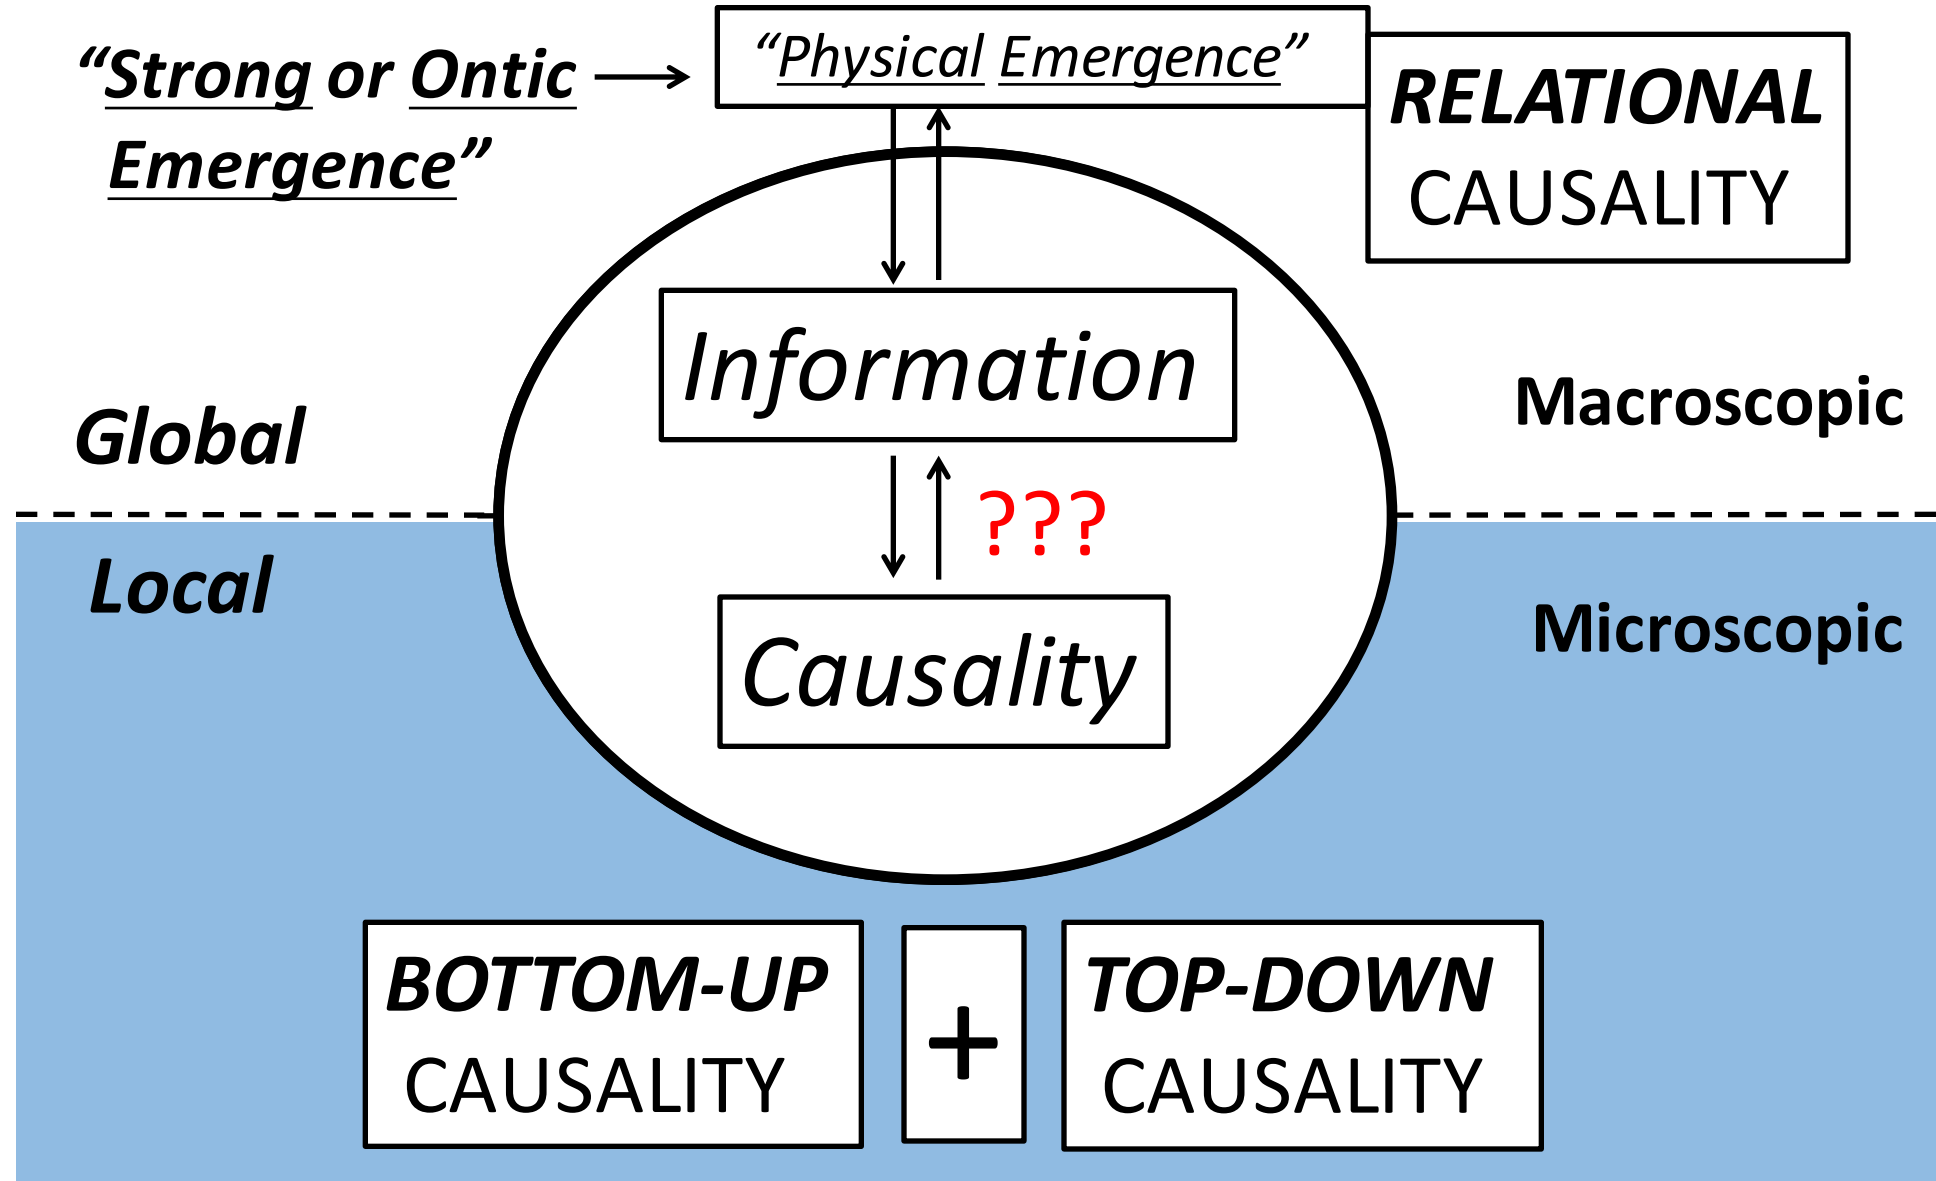 “Strong or Ontic
Emergence”
“Physical Emergence”
RELATIONAL
CAUSALITY
Information
Global
Macroscopic
???
Local
Microscopic
Causality
BOTTOM-UP
CAUSALITY
+
TOP-DOWN
CAUSALITY